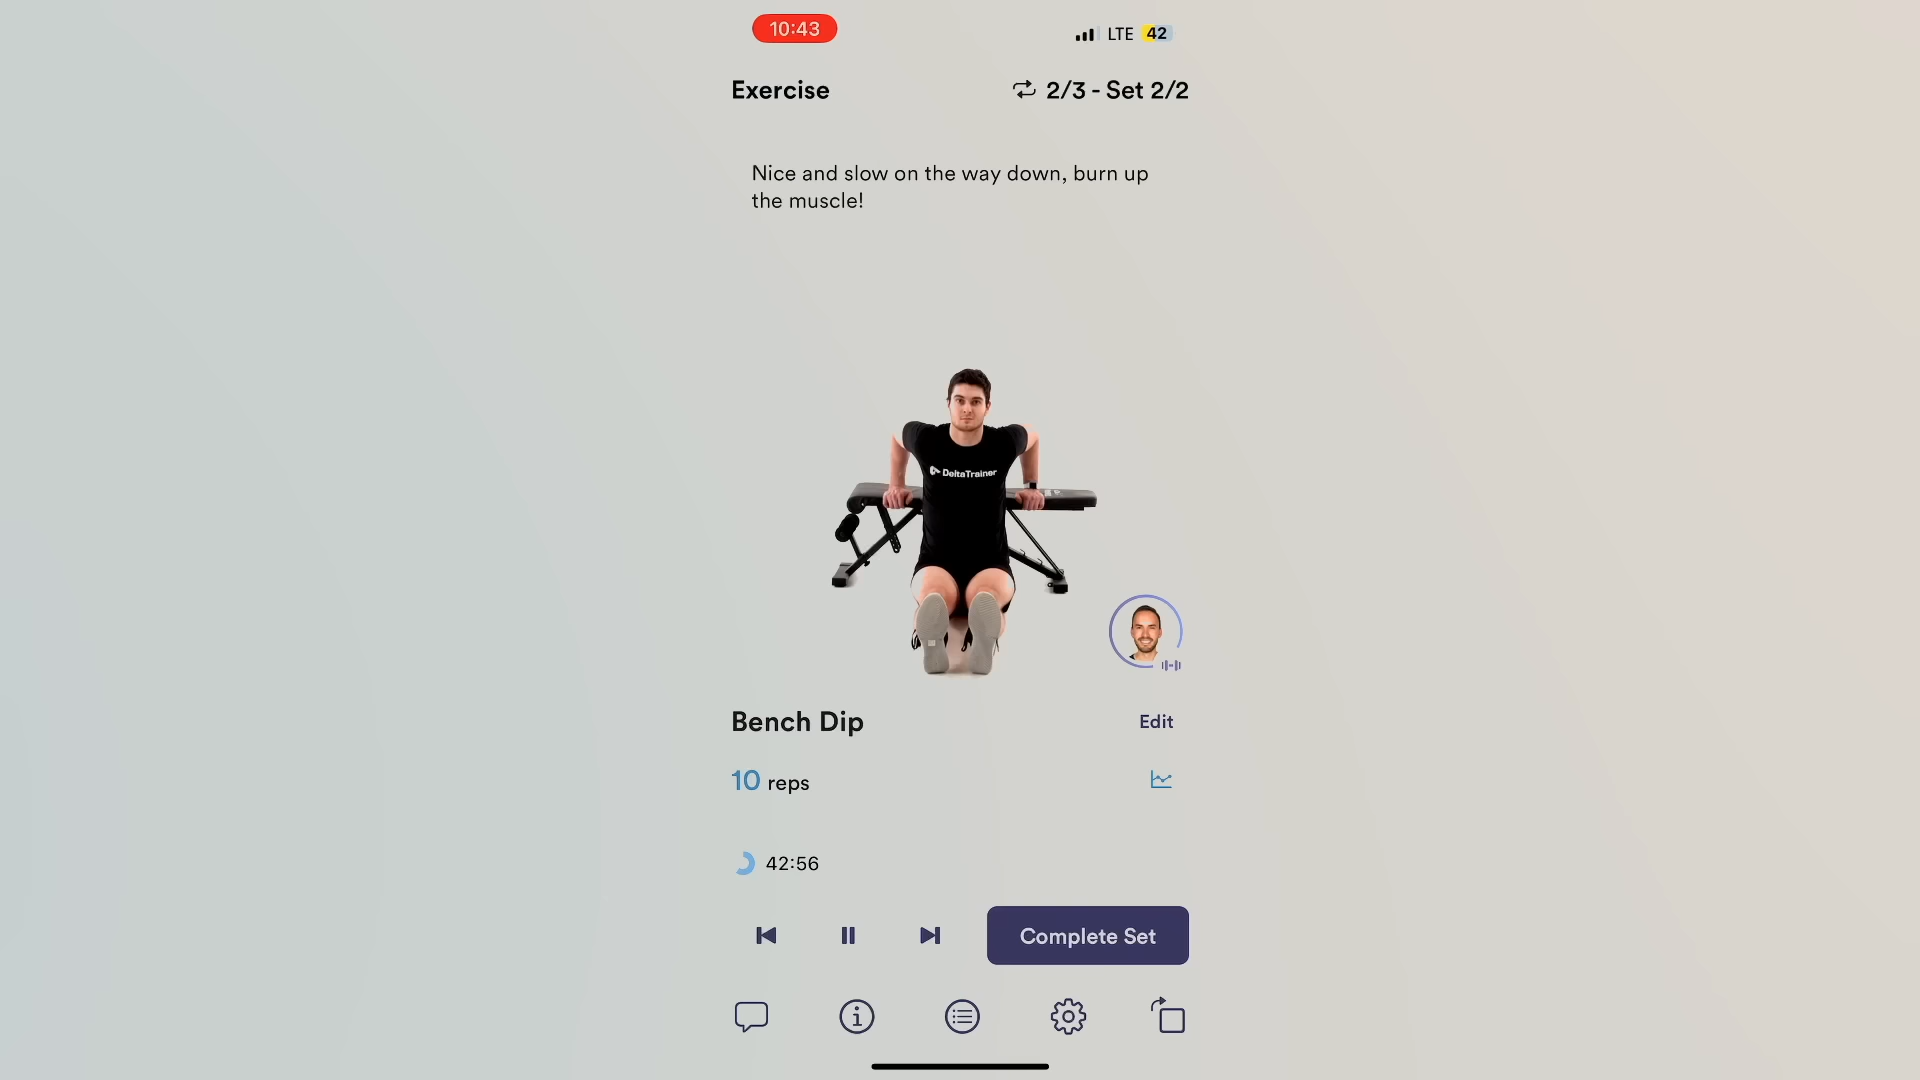 10:43
LTE 42
Exercise
2/3 - Set 2/2
Nice and slow on the way down, burn up
the muscle!
DeltaTrainer
Bench Dip
Edit
10 reps
42:56
Complete Set